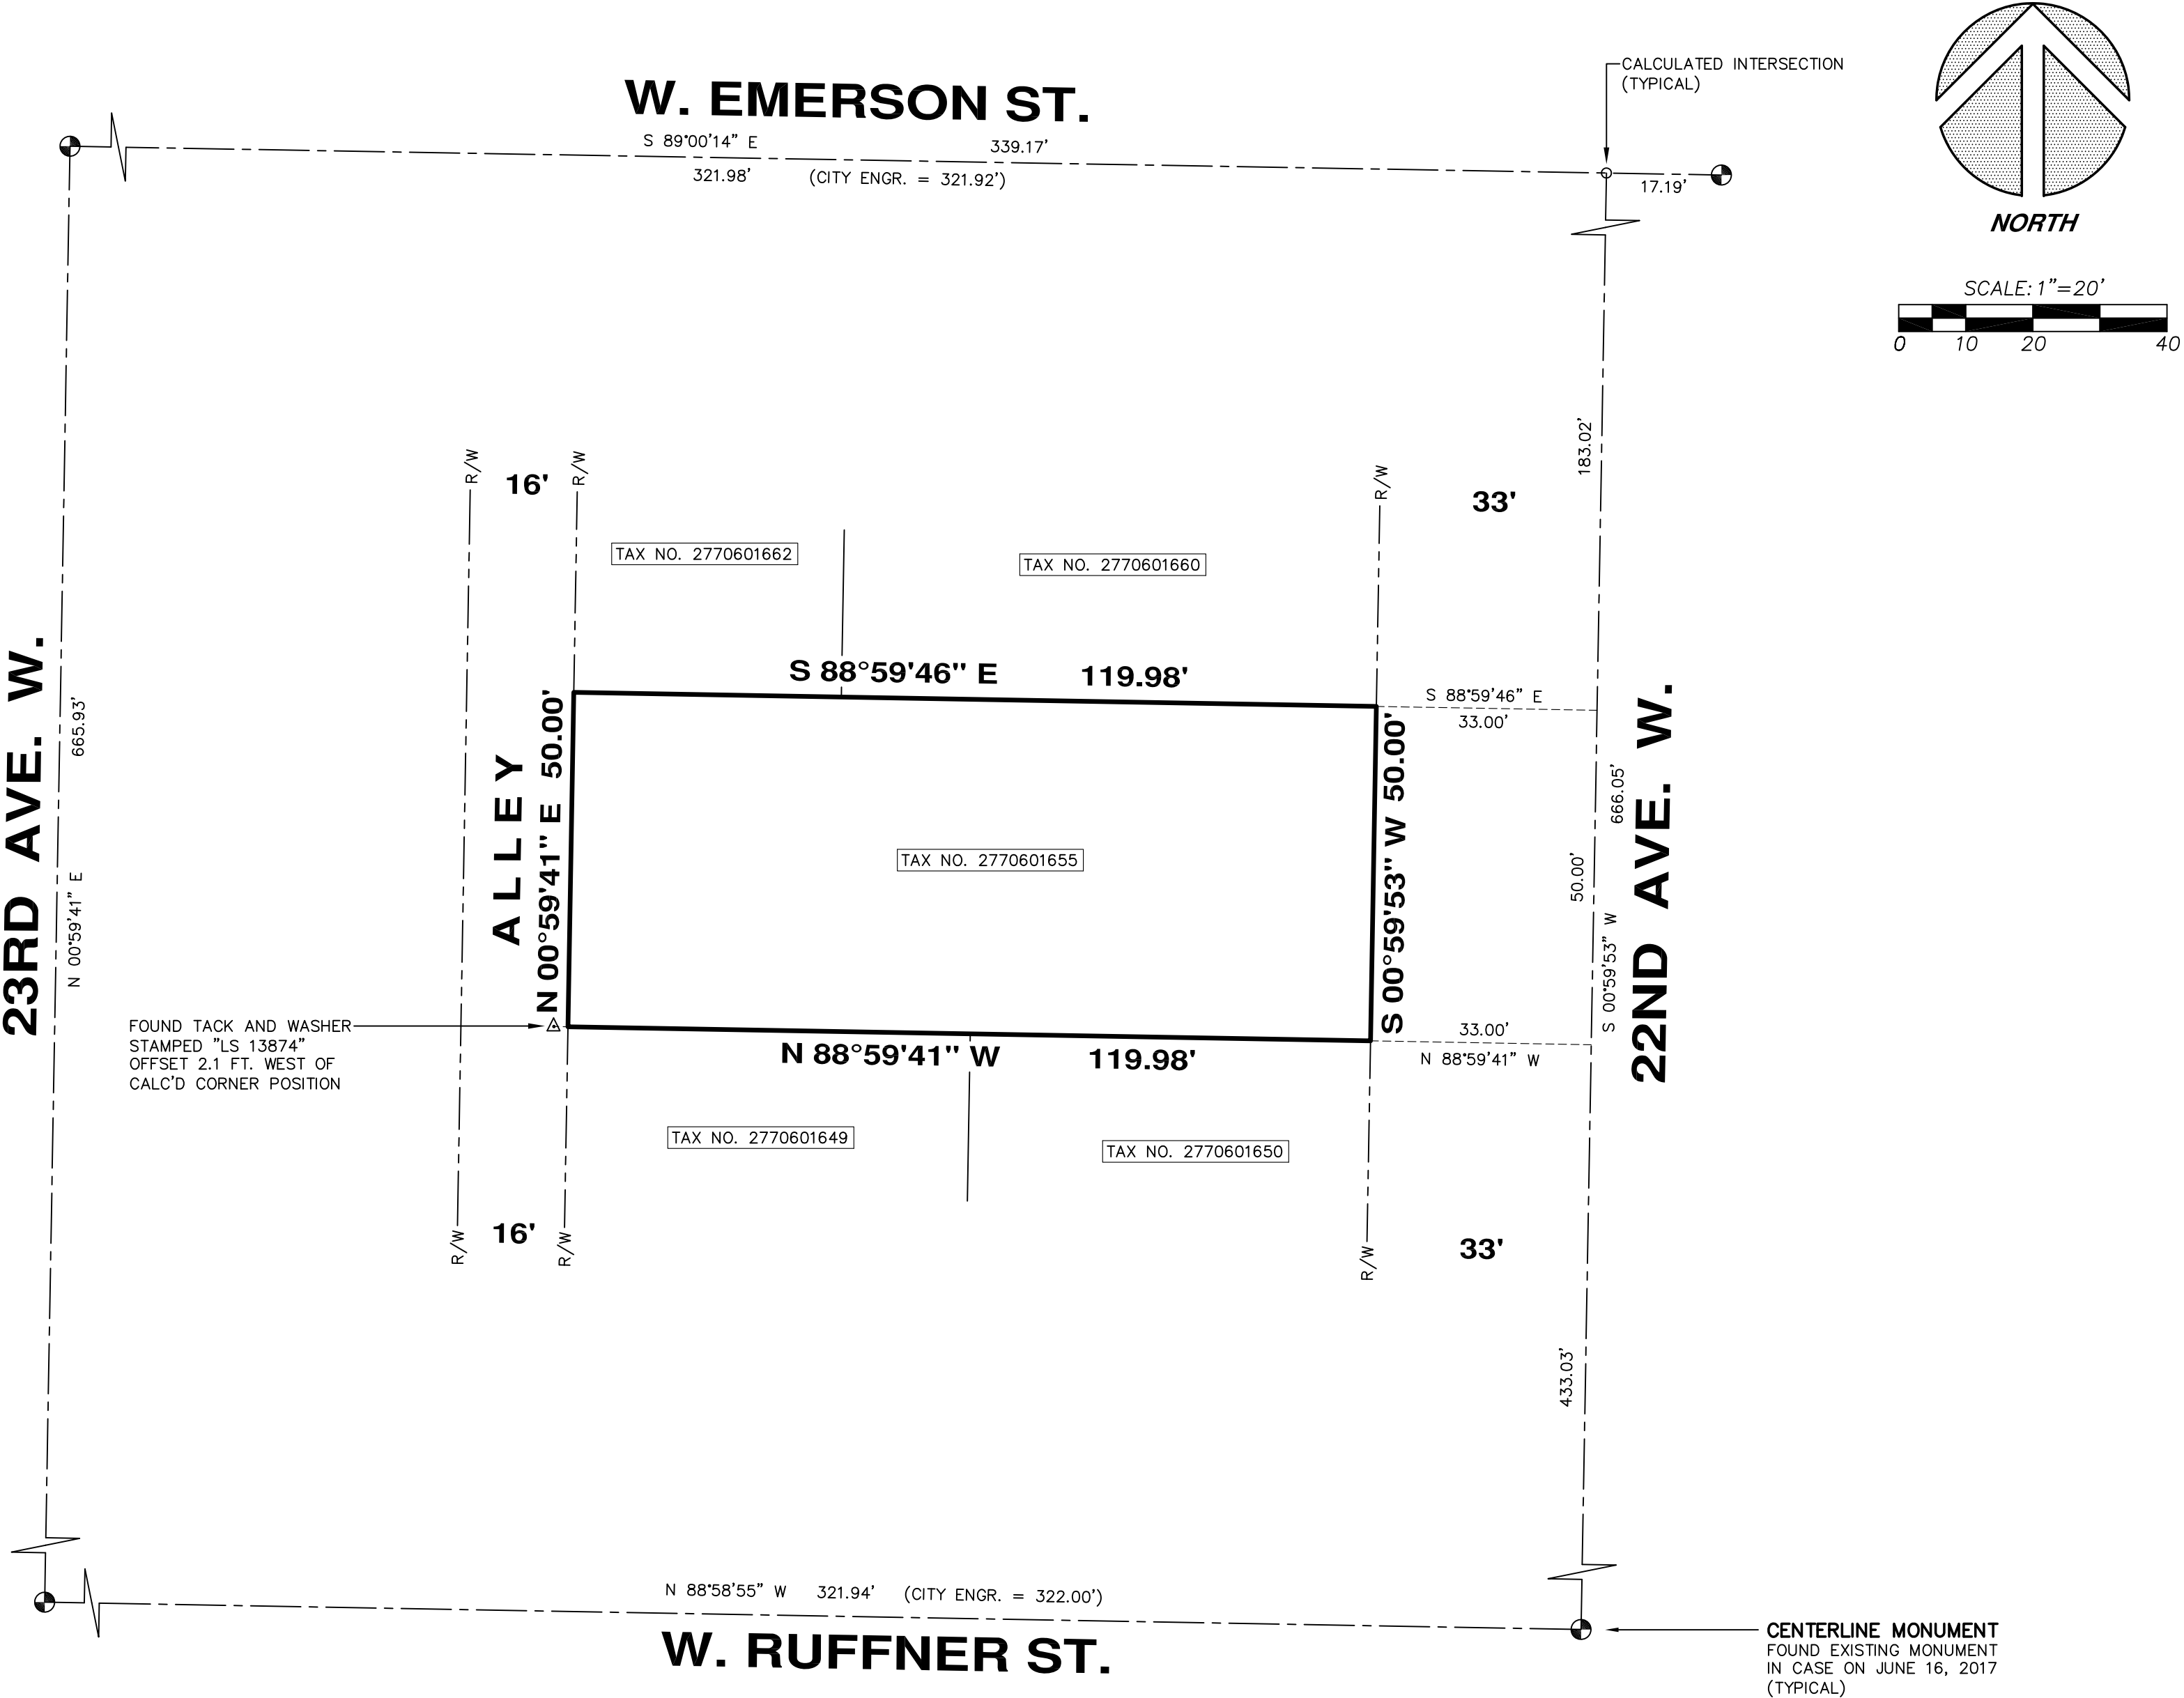 W. EMERSON ST.
S 89°00'14" E 339.17'
321.98' (CITY ENGR. = 321.92')
CALCULATED INTERSECTION
(TYPICAL)
17.19'
NORTH
SCALE: 1"=20'
0 10 20 40
183.02'
R/W
16'
R/W
R/W
33'
TAX NO. 2770601662
TAX NO. 2770601660
S 88°59'46" E 119.98'
S 88°59'46" E
33.00'
23RD AVE. W.
N 00°59'41" E 665.93'
ALLEY
N 00°59'41" E 50.00'
TAX NO. 2770601655
S 00°59'53" W 50.00'
50.00'
S 00°59'53" W 666.05'
22ND AVE. W.
FOUND TACK AND WASHER
STAMPED "LS 13874"
OFFSET 2.1 FT. WEST OF
CALC'D CORNER POSITION
N 88°59'41" W 119.98'
33.00'
N 88°59'41" W
TAX NO. 2770601649
TAX NO. 2770601650
R/W
16'
R/W
R/W
33'
433.03'
N 88°58'55" W 321.94' (CITY ENGR. = 322.00')
W. RUFFNER ST.
CENTERLINE MONUMENT
FOUND EXISTING MONUMENT
IN CASE ON JUNE 16, 2017
(TYPICAL)